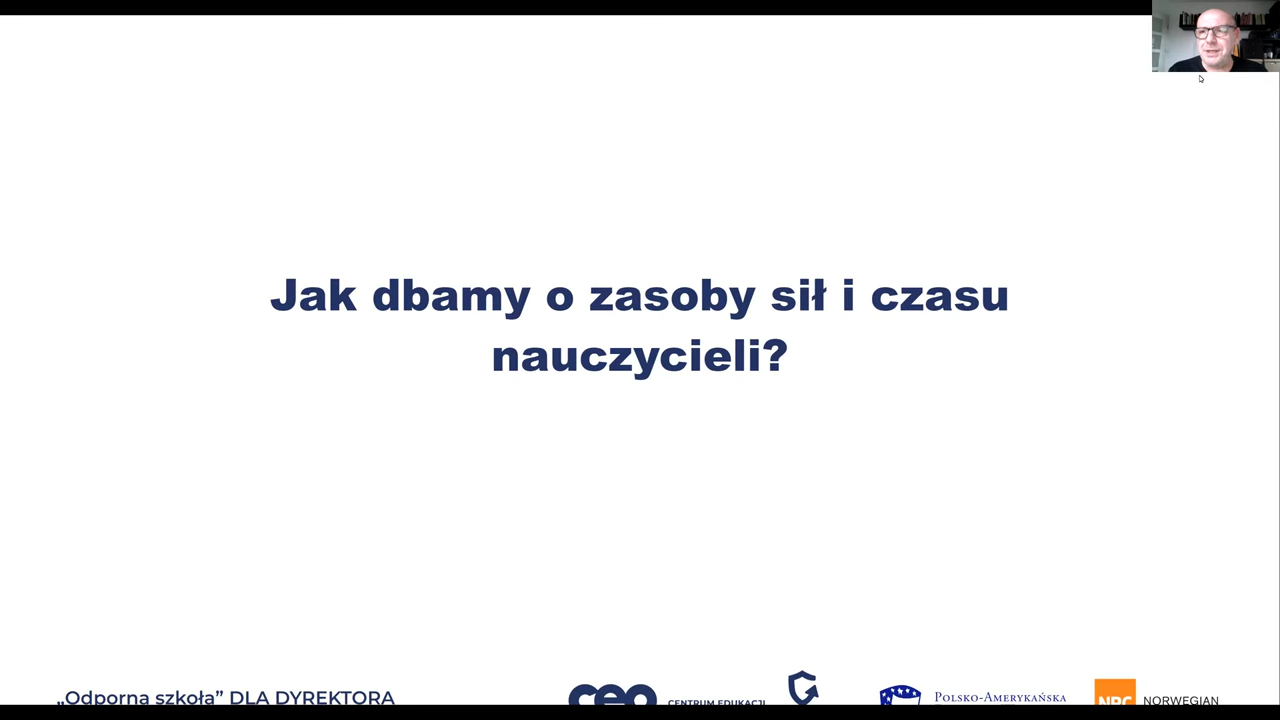 Jak dbamy o zasoby sił i czasu
nauczycieli?
„Odporna szkoła” DLA DYREKTORA
ceo
CENTRUM EDUKACJI
POLSKO-AMERYKAŃSKA
NRC
NORWEGIAN